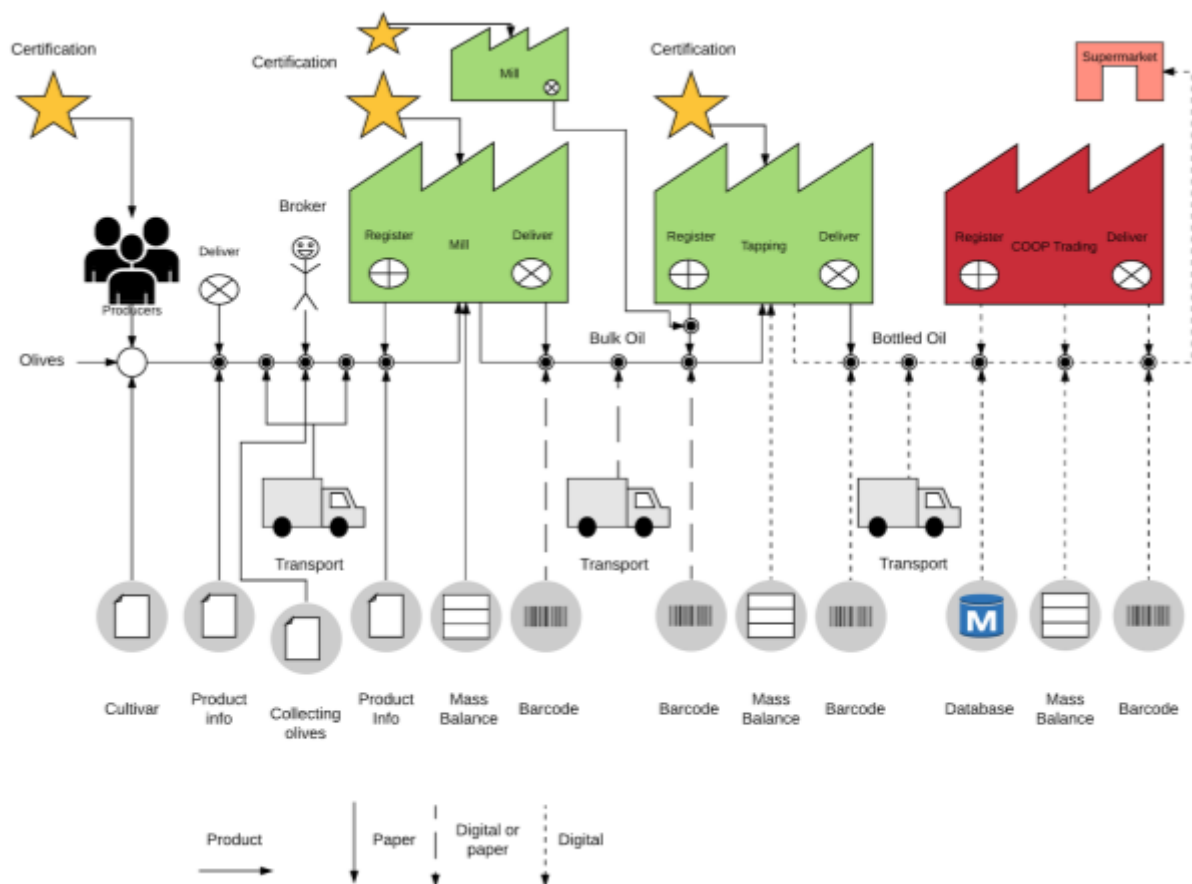 Certification
Certification
Mill
Certification
Supermarket
Broker
Deliver
Producers
Register
Mill
Deliver
Register
Tapping
Deliver
Register
COOP Trading
Deliver
Olives
Bulk Oil
Bottled Oil
Transport
Transport
Transport
M
Cultivar
Product
info
Collecting
olives
Product
Info
Mass
Balance
Barcode
Barcode
Mass
Balance
Barcode
Database
Mass
Balance
Barcode
Product
Paper
Digital or
paper
Digital